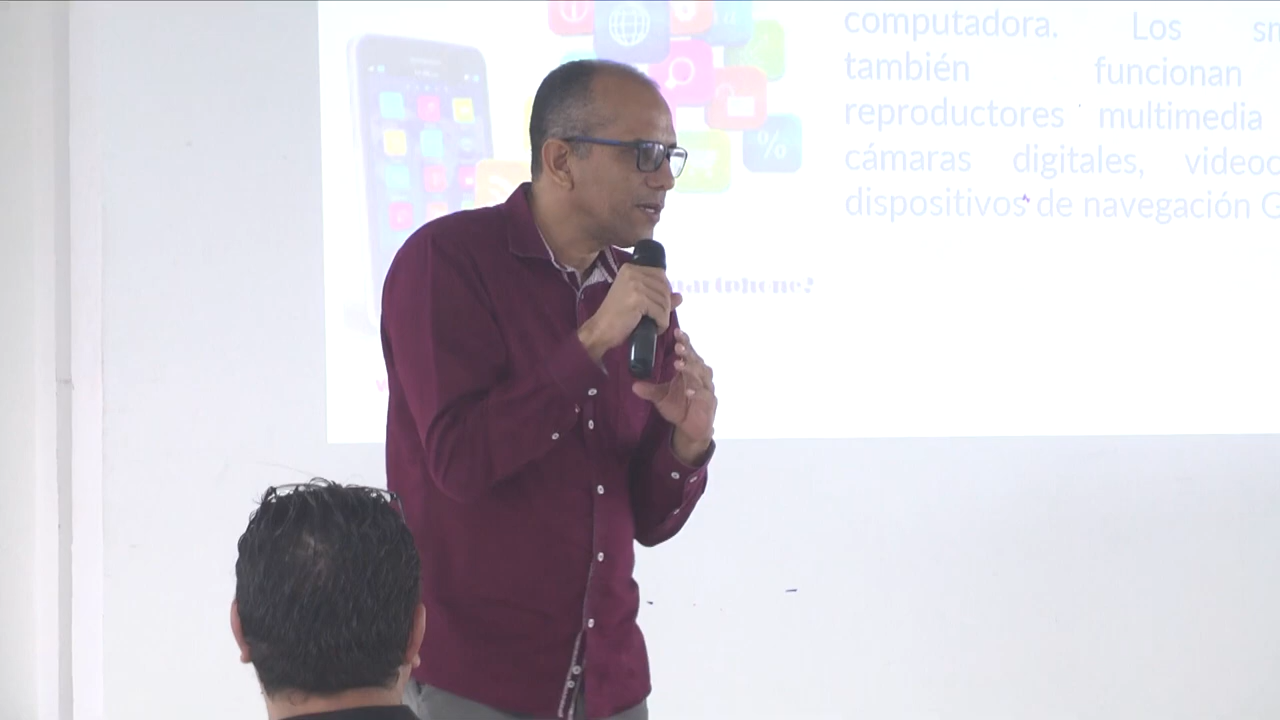 computadora. Los
también funcionan
reproductores multimedia
cámaras digitales,
dispositivos de navegación
%